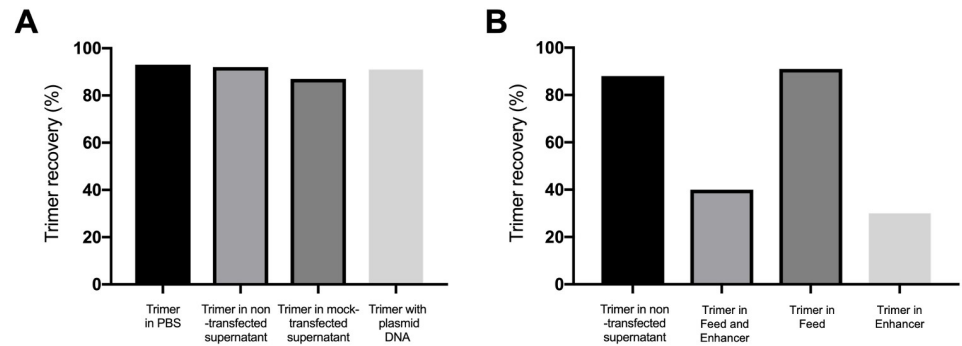 A
Trimer recovery (%)
100
80
60
40
20
0
Trimer
in PBS
Trimer in non
-transfected
supernatant
Trimer in mock-
transfected
supernatant
Trimer with
plasmid
DNA
B
Trimer recovery (%)
100
80
60
40
20
0
Trimer in non
-transfected
supernatant
Trimer in
Feed and
Enhancer
Trimer in
Feed
Trimer in
Enhancer